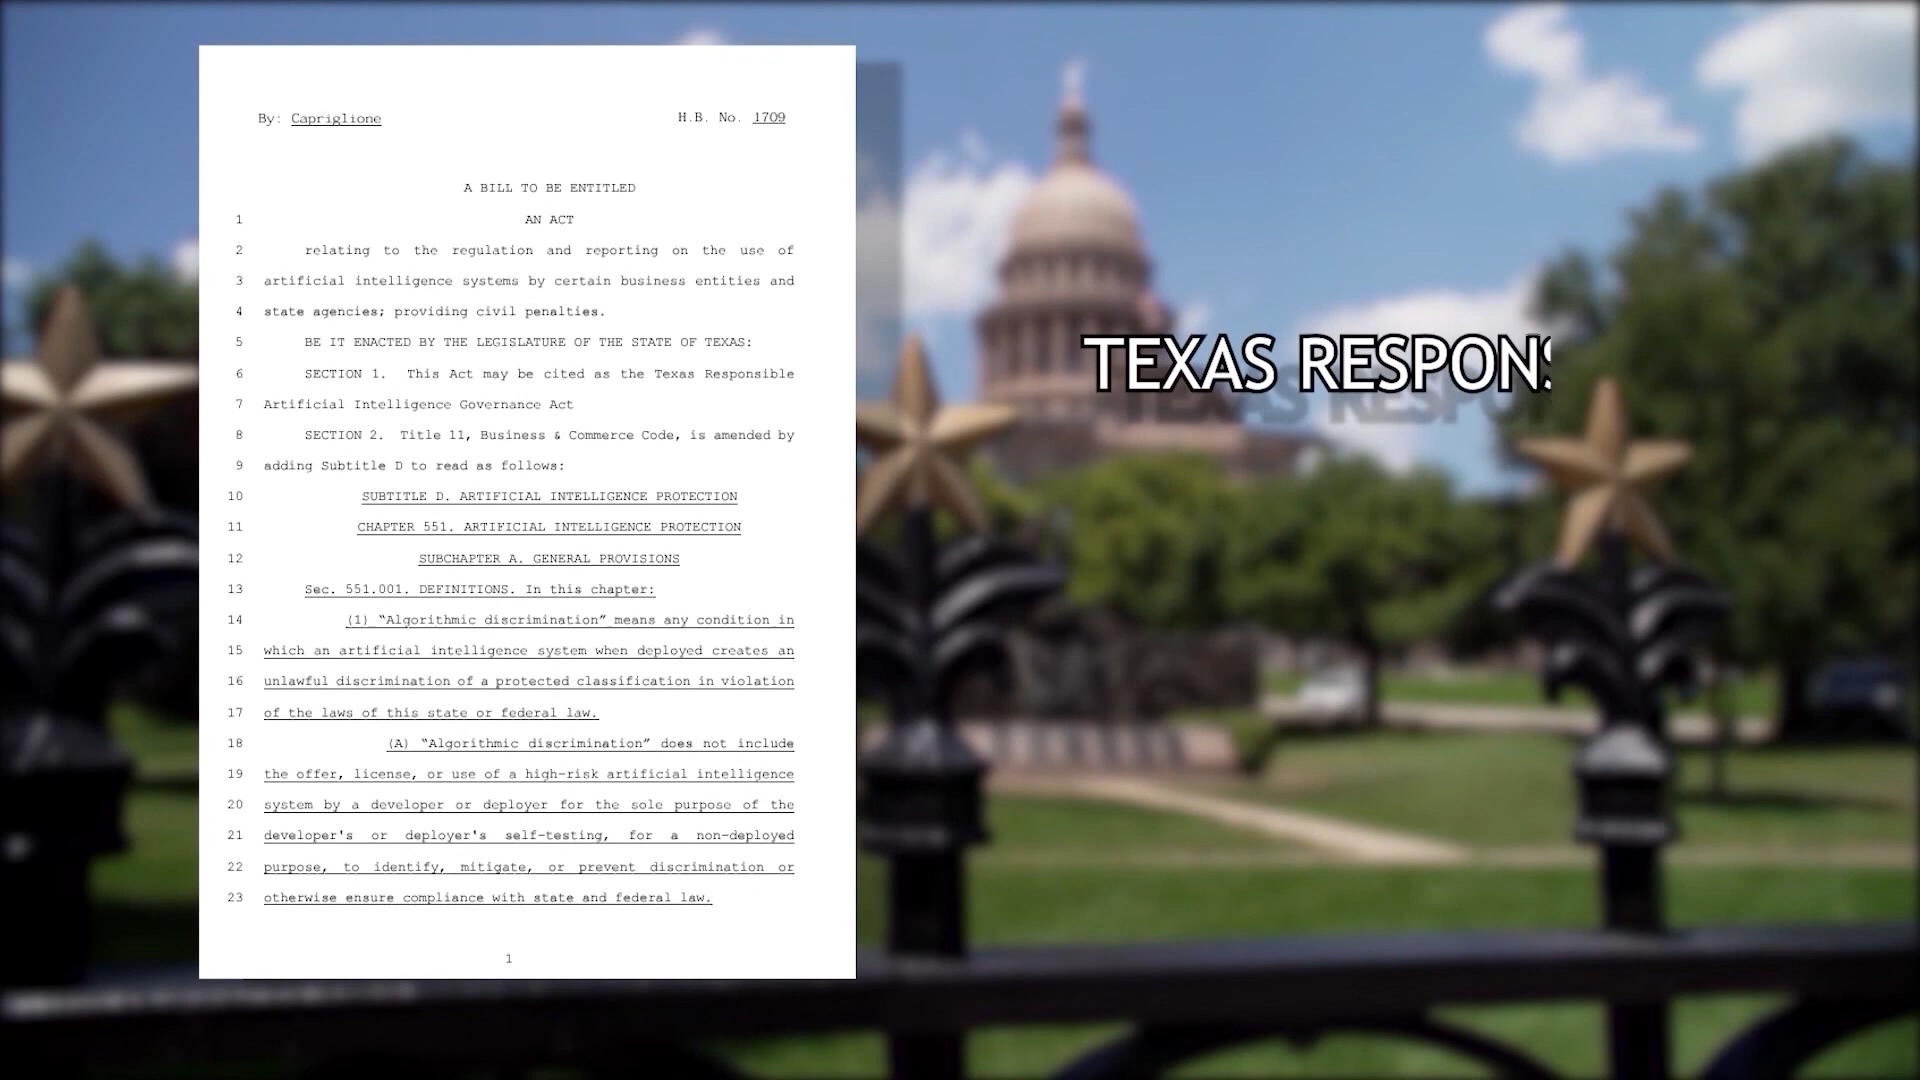 By: Capriglione H.B. No. 1709
A BILL TO BE ENTITLED
1 AN ACT
2 relating to the regulation and reporting on the use of
3 artificial intelligence systems by certain business entities and
4 state agencies; providing civil penalties.
5 BE IT ENACTED BY THE LEGISLATURE OF THE STATE OF TEXAS:
6 SECTION 1. This Act may be cited as the Texas Responsible
7 Artificial Intelligence Governance Act
8 SECTION 2. Title 11, Business & Commerce Code, is amended by
9 adding Subtitle D to read as follows:
10 SUBTITLE D. ARTIFICIAL INTELLIGENCE PROTECTION
11 CHAPTER 551. ARTIFICIAL INTELLIGENCE PROTECTION
12 SUBCHAPTER A. GENERAL PROVISIONS
13 Sec. 551.001. DEFINITIONS. In this chapter:
14 (1) “Algorithmic discrimination” means any condition in
15 which an artificial intelligence system when deployed creates an
16 unlawful discrimination of a protected classification in violation
17 of the laws of this state or federal law.
18 (A) “Algorithmic discrimination” does not include
19 the offer, license, or use of a high-risk artificial intelligence
20 system by a developer or deployer for the sole purpose of the
21 developer's or deployer's self-testing, for a non-deployed
22 purpose, to identify, mitigate, or prevent discrimination or
23 otherwise ensure compliance with state and federal law.
1
TEXAS RESPONS